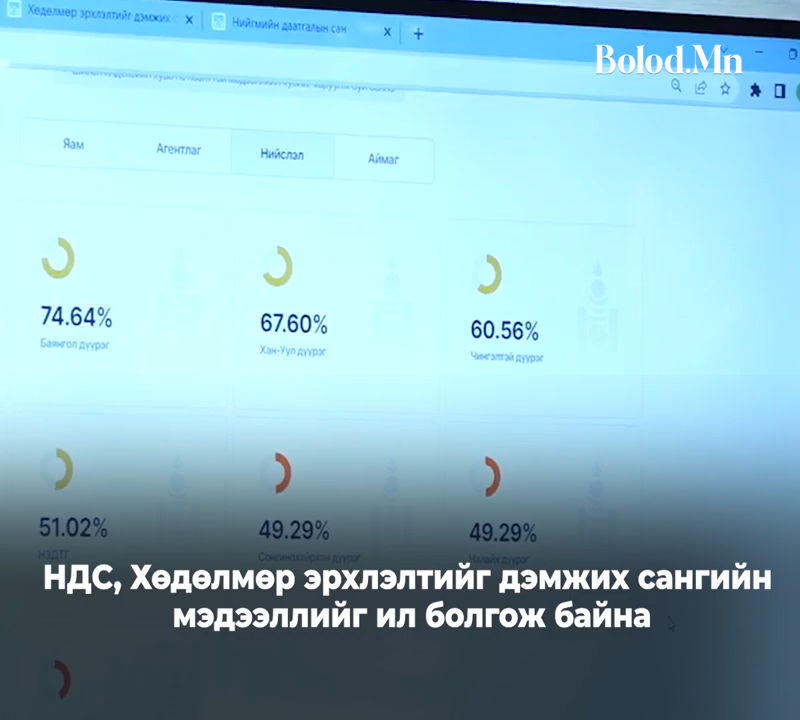 Хөдөлмөр эрхлэлтийг дэмжих с
Нийгмийн даатгалын сан
Bolod.Mn
Яам
Агентлаг
Нийслэл
Аймаг
74.64%
67.60%
60.56%
Баянгол дүүрэг
Хан-Уул дүүрэг
Чингэлтэй дүүрэг
51.02%
49.29%
49.29%
НЗДТГ
Сонгинохайрхан дүүрэг
Налайх дүүрэг
НДС, Хөдөлмөр эрхлэлтийг дэмжих сангийн
мэдээллийг ил болгож байна